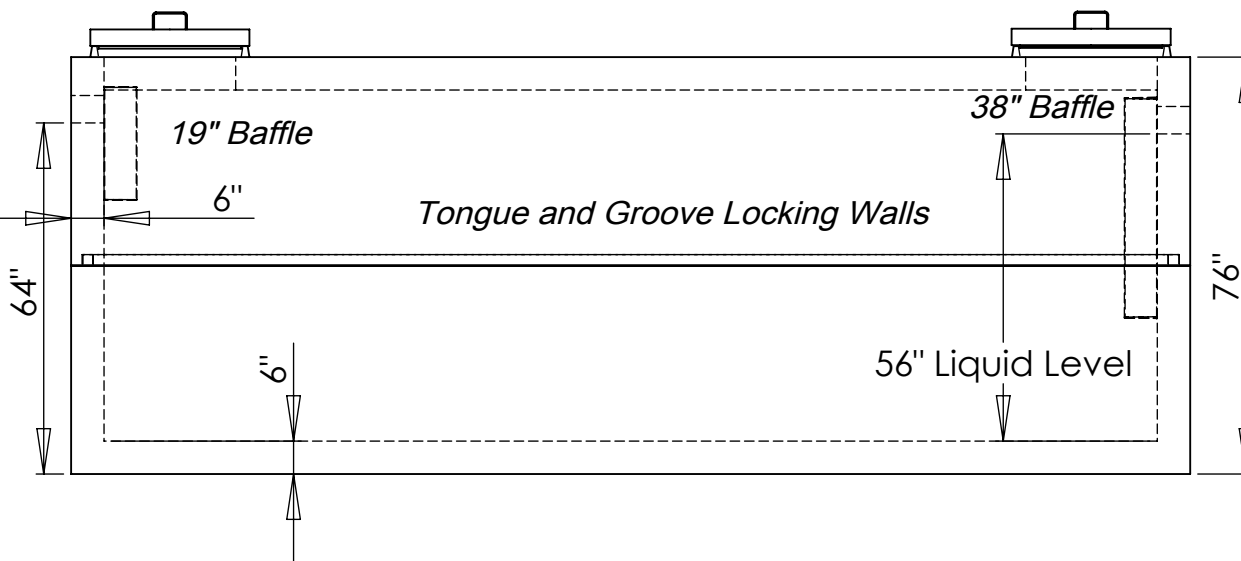 38" Baffle
19" Baffle
6"
Tongue and Groove Locking Walls
64"
76"
6"
56" Liquid Level